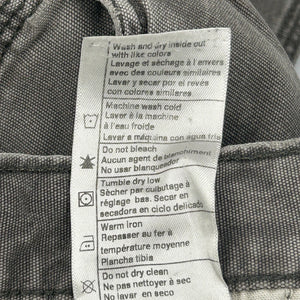 Wash and dry inside out
with like colors
Lavage et séchage à l'envers
avec des couleurs similaires
Lavar y secar por el revés
con colores similares
Machine wash cold
Laver à la machine
à l'eau froide
Lavar a máquina con agua fría
Do not bleach
Aucun agent de blanchiment
No usar blanqueador
Tumble dry low
Sécher par culbutage à
réglage bas. Secar en
secadora en ciclo delicado
Warm iron
Repasser au fer à
température moyenne
Plancha tibia
Do not dry clean
Ne pas nettoyer à sec
No lavar en seco